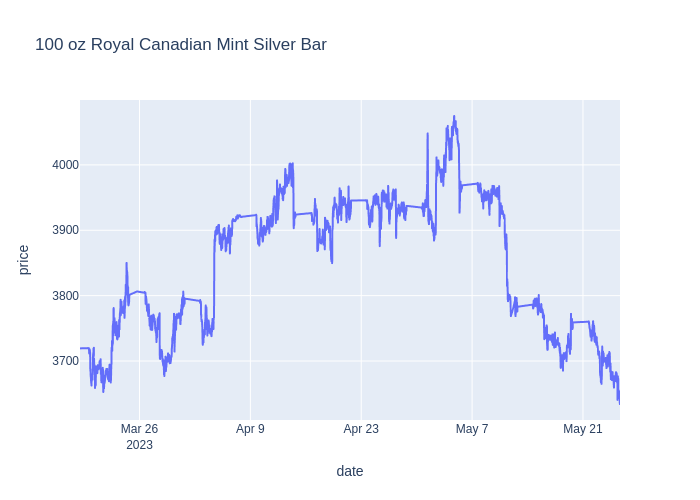 100 oz Royal Canadian Mint Silver Bar
4000
3900
3800
3700
price
Mar 26
2023
Apr 9
Apr 23
May 7
May 21
date